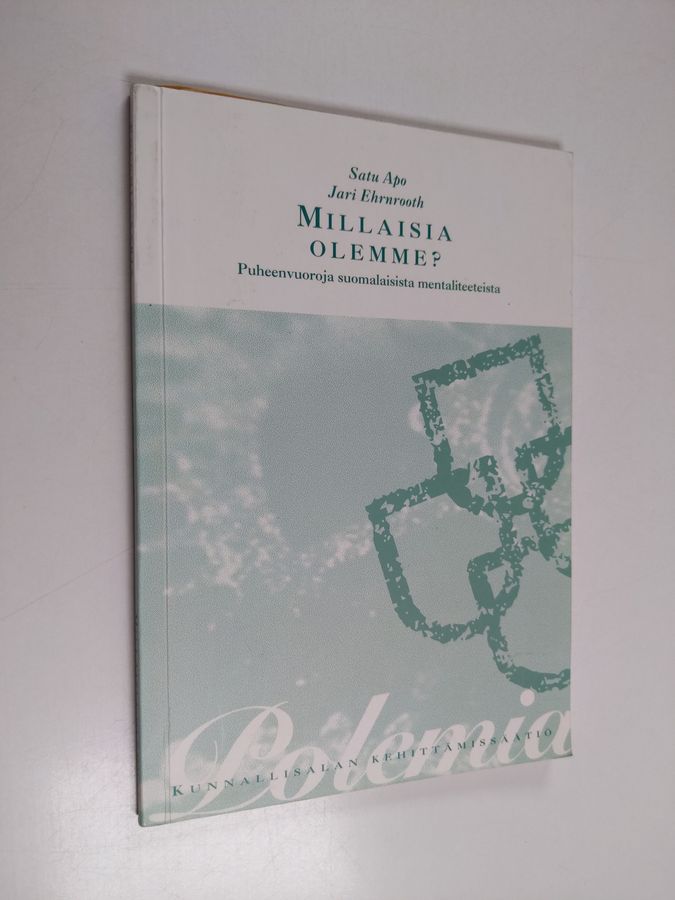 Satu Apo
Jari Ehrnrooth
MILLAISIA
OLEMME?
Puheenvuoroja suomalaisista mentaliteeteista
Polemia
KUNNALLISALAN KEHITTÄMISSÄÄTIÖ